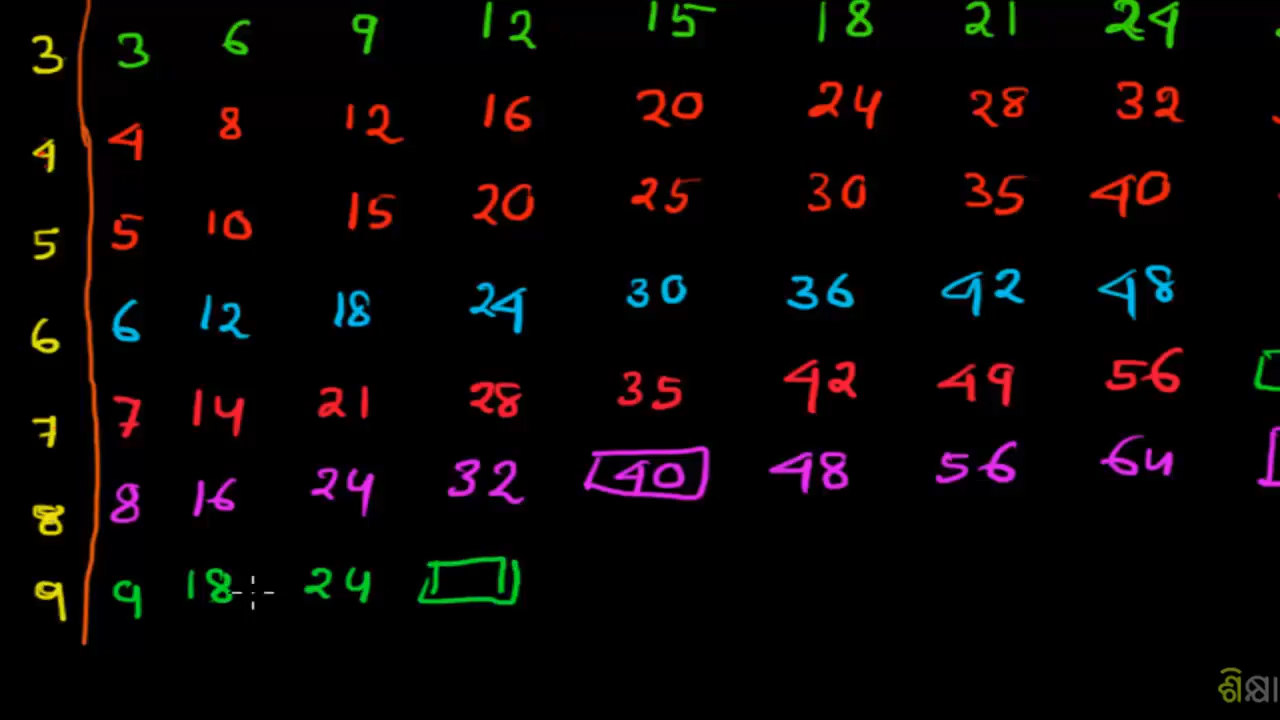 3 3 6 9 12 15 18 21 24
4 4 8 12 16 20 24 28 32
5 5 10 15 20 25 30 35 40
6 6 12 18 24 30 36 42 48
7 7 14 21 28 35 42 49 56
8 8 16 24 32 40 48 56 64
9 9 18 24
ଶିକ୍ଷା